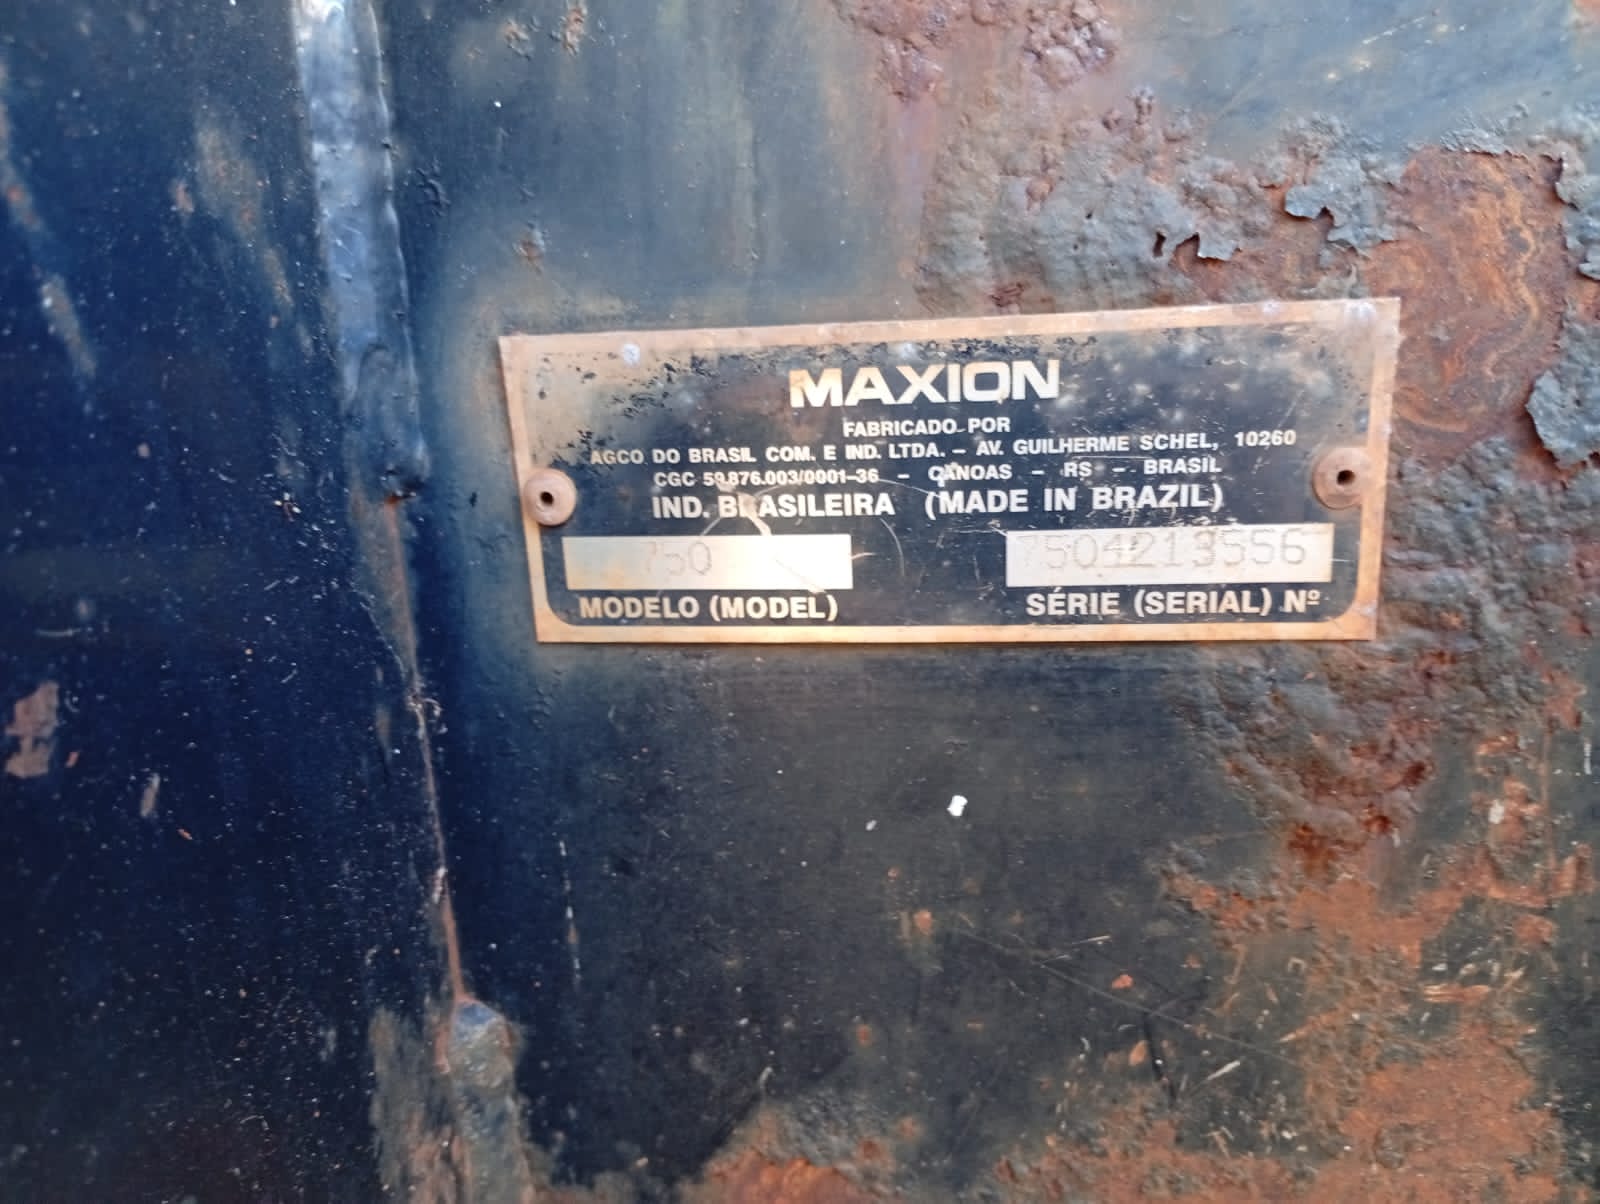 MAXION
FABRICADO POR
AGCO DO BRASIL COM. E IND. LTDA. – AV. GUILHERME SCHEL, 10260
CGC 59.876.003/0001–36 – CANOAS – RS – BRASIL
IND. BRASILEIRA (MADE IN BRAZIL)
750 7504213556
MODELO (MODEL) SÉRIE (SERIAL) Nº